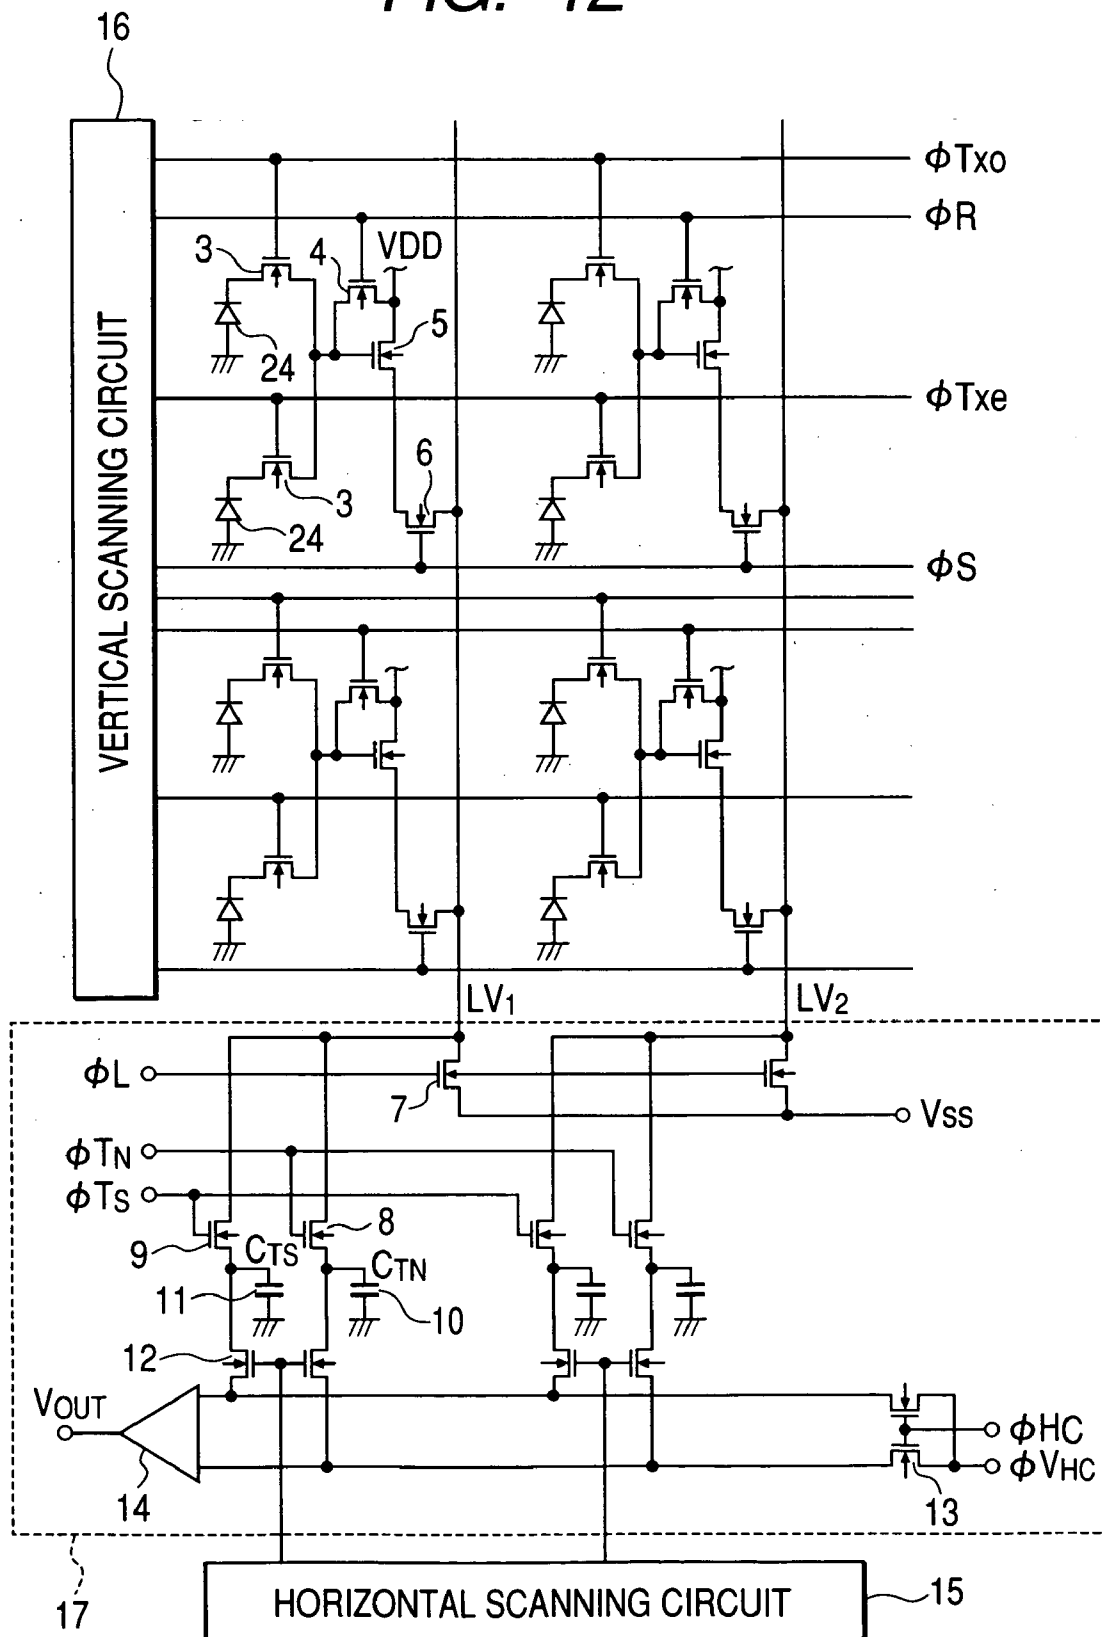 FIG. 12
16
ϕTxo
ϕR
3
4
VDD
5
24
ϕTxe
6
3
24
ϕS
VERTICAL SCANNING CIRCUIT
LV1
LV2
ϕL
7
Vss
ϕTN
ϕTS
9
8
CTS
CTN
11
10
12
VOUT
14
ϕHC
ϕVHC
13
17
HORIZONTAL SCANNING CIRCUIT
15